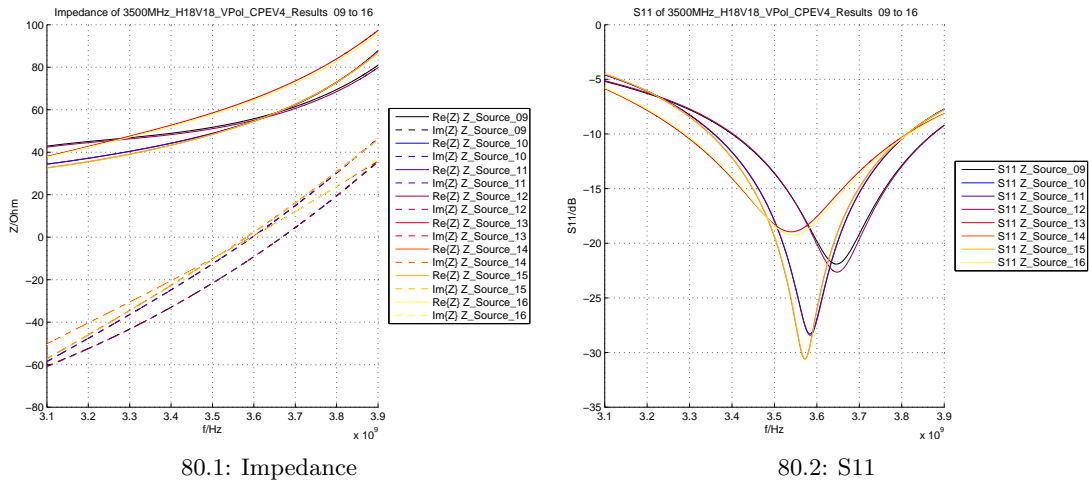 Impedance of 3500MHz_H18V18_VPol_CPEV4_Results 09 to 16
100
80
60
40
20
0
−20
−40
−60
−80
Z/Ohm
3.1
3.2
3.3
3.4
3.5
3.6
3.7
3.8
3.9
f/Hz
x 10^9
Re{Z} Z_Source_09
Im{Z} Z_Source_09
Re{Z} Z_Source_10
Im{Z} Z_Source_10
Re{Z} Z_Source_11
Im{Z} Z_Source_11
Re{Z} Z_Source_12
Im{Z} Z_Source_12
Re{Z} Z_Source_13
Im{Z} Z_Source_13
Re{Z} Z_Source_14
Im{Z} Z_Source_14
Re{Z} Z_Source_15
Im{Z} Z_Source_15
Re{Z} Z_Source_16
Im{Z} Z_Source_16
80.1: Impedance
S11 of 3500MHz_H18V18_VPol_CPEV4_Results 09 to 16
0
−5
−10
−15
−20
−25
−30
−35
S11/dB
3.1
3.2
3.3
3.4
3.5
3.6
3.7
3.8
3.9
f/Hz
x 10^9
S11 Z_Source_09
S11 Z_Source_10
S11 Z_Source_11
S11 Z_Source_12
S11 Z_Source_13
S11 Z_Source_14
S11 Z_Source_15
S11 Z_Source_16
80.2: S11